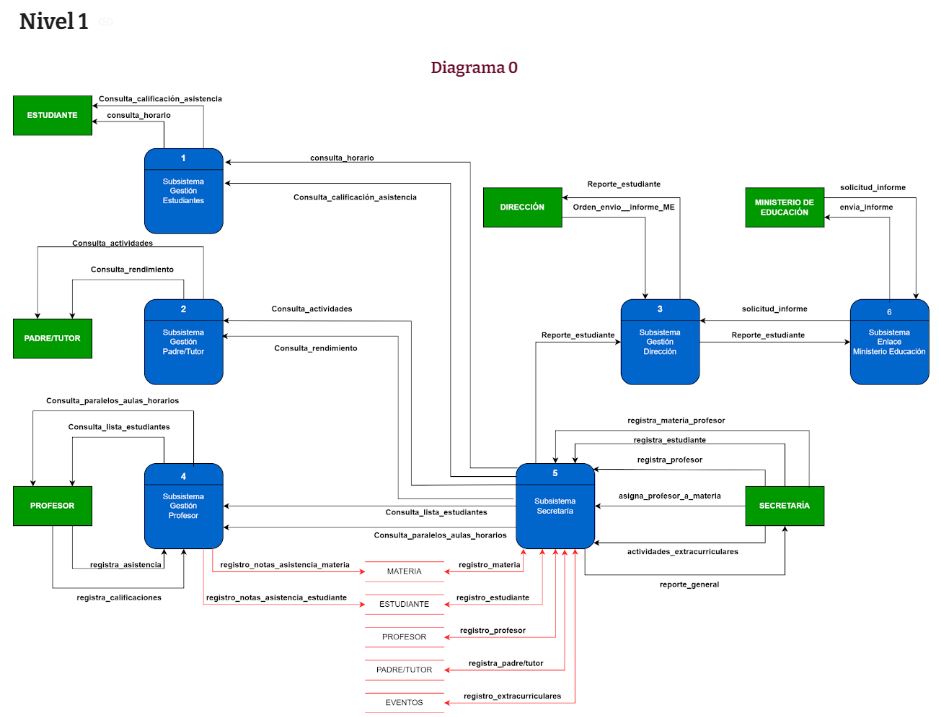 Nivel 1
Diagrama 0
Consulta_calificación_asistencia
ESTUDIANTE
consulta_horario
1
Subsistema
Gestión
Estudiantes
consulta_horario
Consulta_calificación_asistencia
Reporte_estudiante
DIRECCIÓN
Orden_envio__informe_ME
MINISTERIO DE
EDUCACIÓN
solicitud_informe
envia_informe
Consulta_actividades
Consulta_rendimiento
PADRE/TUTOR
2
Subsistema
Gestión
Padre/Tutor
Consulta_actividades
Consulta_rendimiento
Reporte_estudiante
3
Subsistema
Gestión
Dirección
solicitud_informe
Reporte_estudiante
6
Subsistema
Enlace
Ministerio Educación
Consulta_paralelos_aulas_horarios
Consulta_lista_estudiantes
PROFESOR
4
Subsistema
Gestión
Profesor
Consulta_lista_estudiantes
Consulta_paralelos_aulas_horarios
5
Subsistema
Secretaría
registra_materia_profesor
registra_estudiante
registra_profesor
asigna_profesor_a_materia
SECRETARÍA
actividades_extracurriculares
reporte_general
registra_asistencia
registra_calificaciones
registro_notas_asistencia_materia
MATERIA
registro_materia
registro_notas_asistencia_estudiante
ESTUDIANTE
registro_estudiante
PROFESOR
registro_profesor
PADRE/TUTOR
registra_padre/tutor
EVENTOS
registro_extracurriculares